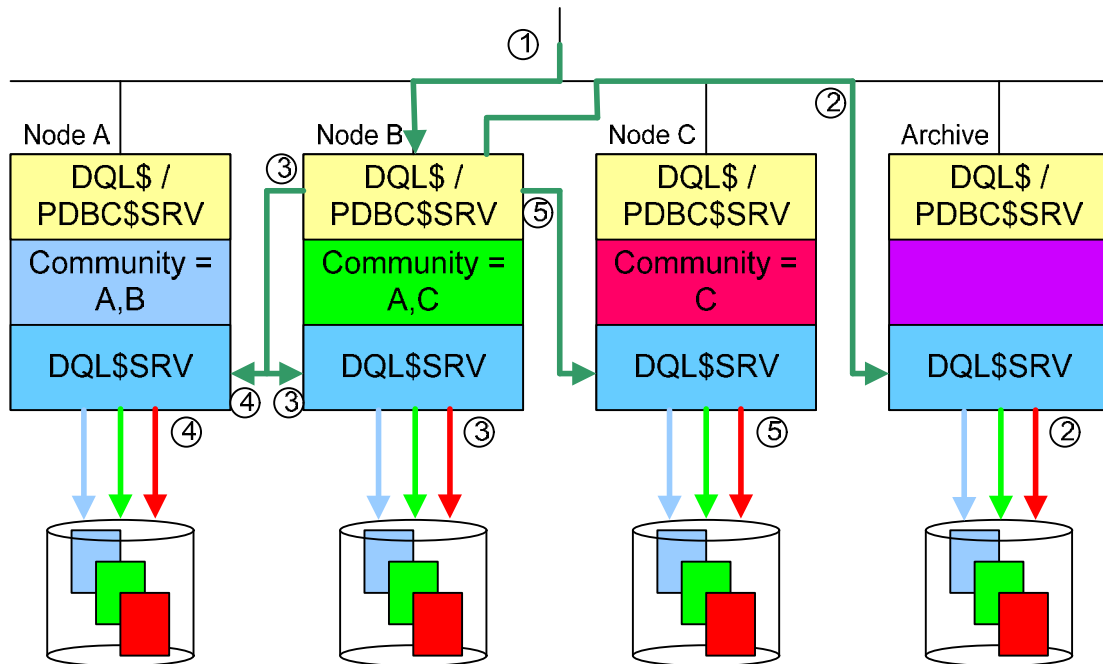 ①
②
Node A
Node B
Node C
Archive
③
⑤
DQL$ /
PDBC$SRV
DQL$ /
PDBC$SRV
DQL$ /
PDBC$SRV
DQL$ /
PDBC$SRV
Community =
A,B
Community =
A,C
Community =
C
DQL$SRV
DQL$SRV
DQL$SRV
DQL$SRV
④
③
④
③
⑤
②